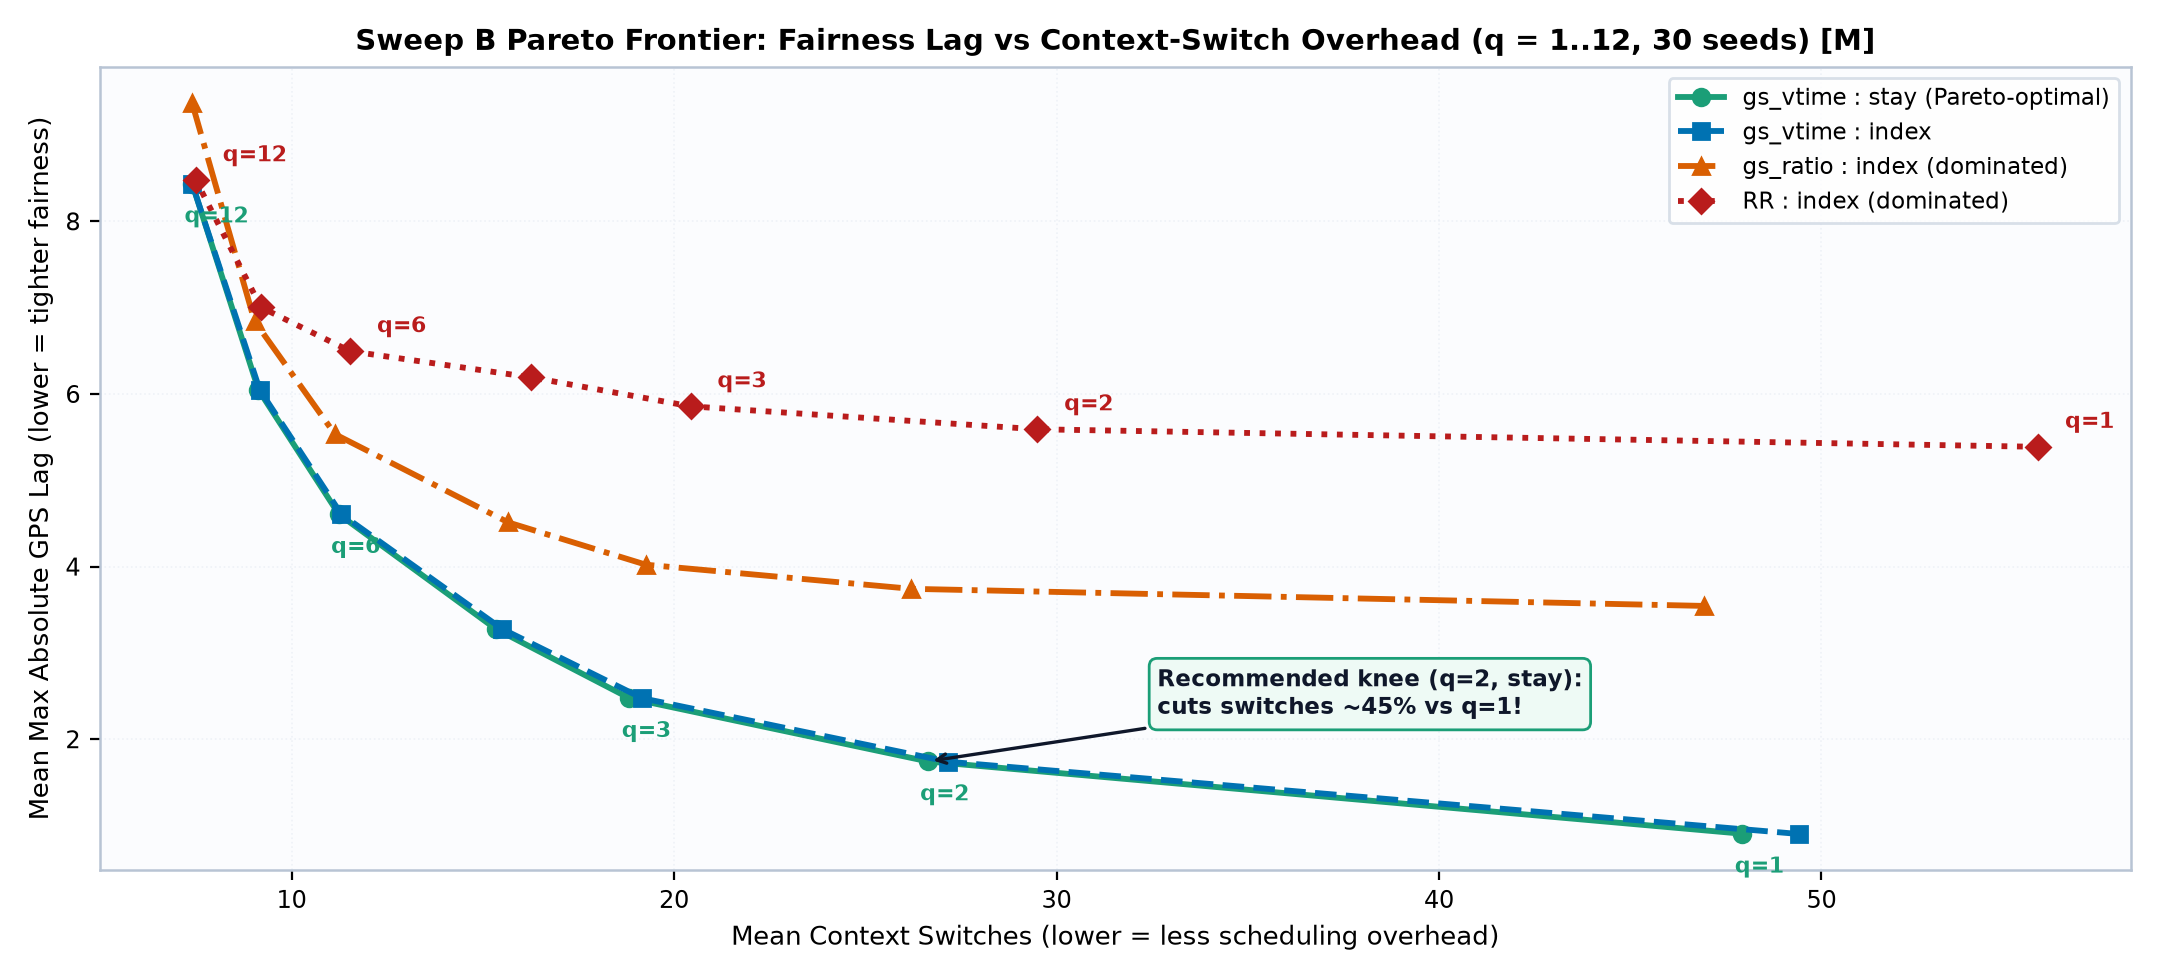 Sweep B Pareto Frontier: Fairness Lag vs Context-Switch Overhead (q = 1..12, 30 seeds) [M]
gs_vtime : stay (Pareto-optimal)
gs_vtime : index
gs_ratio : index (dominated)
RR : index (dominated)
Mean Max Absolute GPS Lag (lower = tighter fairness)
8
6
4
2
q=12
q=12
q=6
q=3
q=2
q=1
q=6
q=3
q=2
q=1
Recommended knee (q=2, stay):
cuts switches ~45% vs q=1!
10
20
30
40
50
Mean Context Switches (lower = less scheduling overhead)